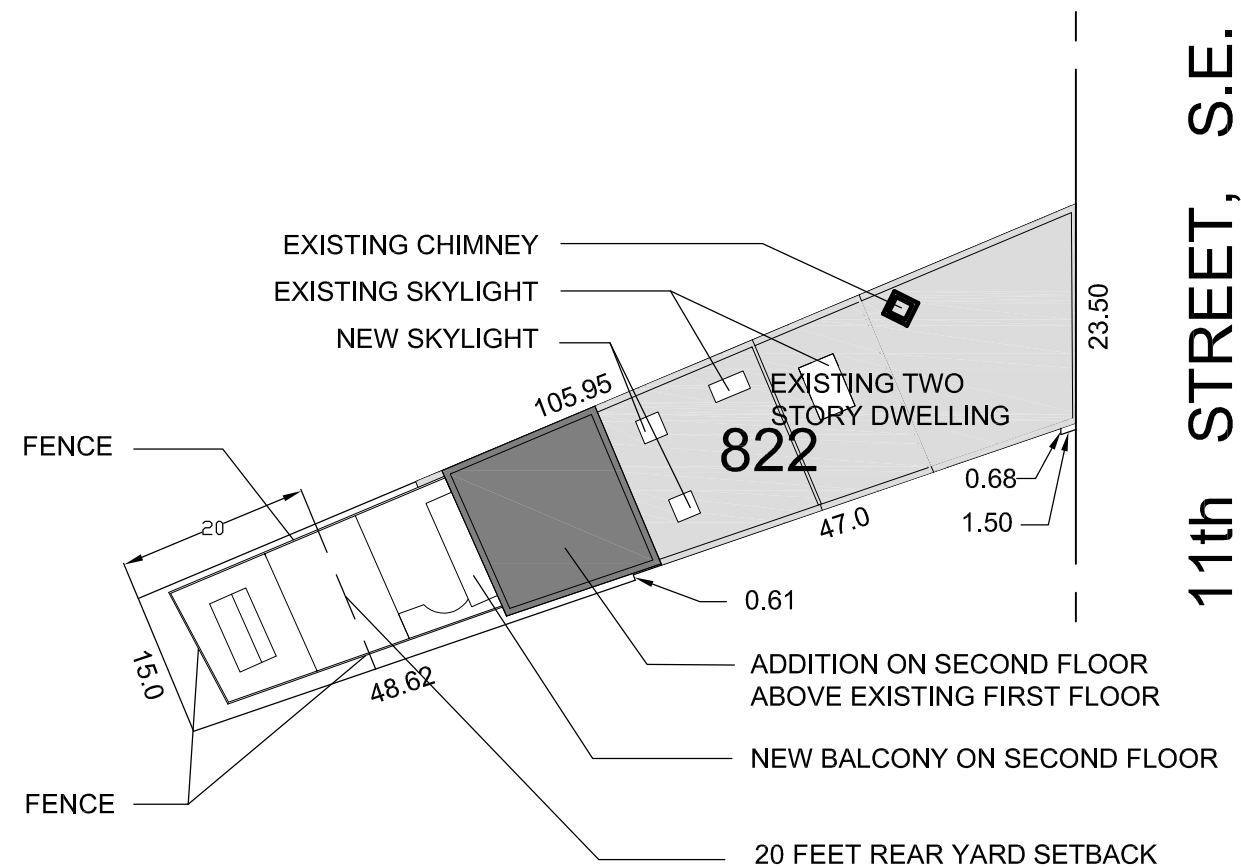 11th STREET, S.E.
EXISTING CHIMNEY
EXISTING SKYLIGHT
NEW SKYLIGHT
23.50
105.95
EXISTING TWO
STORY DWELLING
822
FENCE
0.68
1.50
47.0
20
0.61
15.0
48.62
ADDITION ON SECOND FLOOR
ABOVE EXISTING FIRST FLOOR
NEW BALCONY ON SECOND FLOOR
FENCE
20 FEET REAR YARD SETBACK